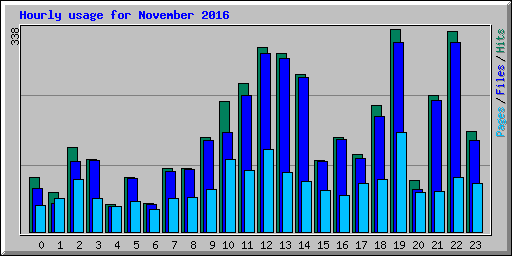 Hourly usage for November 2016
338
Pages / Files / Hits
0 1 2 3 4 5 6 7 8 9 10 11 12 13 14 15 16 17 18 19 20 21 22 23